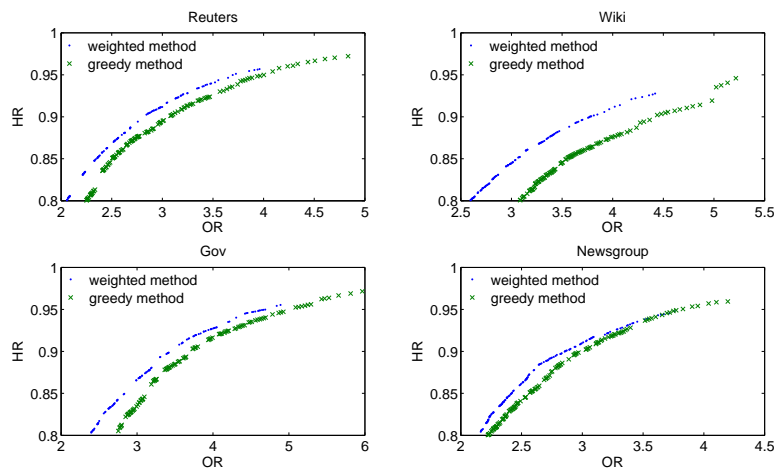 Reuters
1
0.95
0.9
0.85
0.8
HR
weighted method
greedy method
2 2.5 3 3.5 4 4.5 5
OR
Wiki
1
0.95
0.9
0.85
0.8
HR
weighted method
greedy method
2.5 3 3.5 4 4.5 5 5.5
OR
Gov
1
0.95
0.9
0.85
0.8
HR
weighted method
greedy method
2 3 4 5 6
OR
Newsgroup
1
0.95
0.9
0.85
0.8
HR
weighted method
greedy method
2 2.5 3 3.5 4 4.5
OR